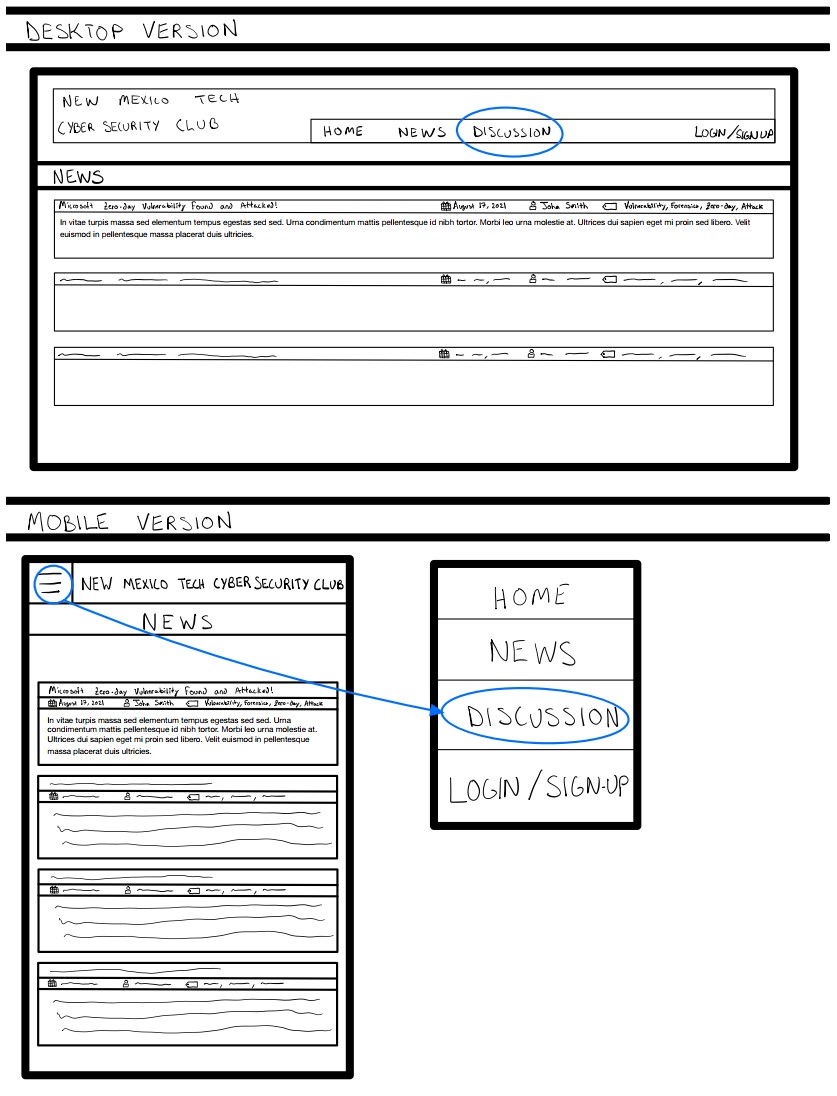 DESKTOP VERSION
NEW MEXICO TECH
CYBER SECURITY CLUB
HOME NEWS DISCUSSION LOGIN/SIGNUP
NEWS
Microsoft Zero-day Vulnerability Found and Attacked! August 17, 2021 John Smith Vulnerability, Forensics, Zero-day, Attack
In vitae turpis massa sed elementum tempus egestas sed sed. Urna condimentum mattis pellentesque id nibh tortor. Morbi leo urna molestie at. Ultrices dui sapien eget mi proin sed libero. Velit
euismod in pellentesque massa placerat duis ultricies.
MOBILE VERSION
NEW MEXICO TECH CYBER SECURITY CLUB
NEWS
Microsoft Zero-day Vulnerability Found and Attacked!
August 17, 2021 John Smith Vulnerability, Forensics, Zero-day, Attack
In vitae turpis massa sed elementum tempus egestas sed sed. Urna
condimentum mattis pellentesque id nibh tortor. Morbi leo urna molestie at.
Ultrices dui sapien eget mi proin sed libero. Velit euismod in pellentesque
massa placerat duis ultricies.
HOME
NEWS
DISCUSSION
LOGIN/SIGN-UP